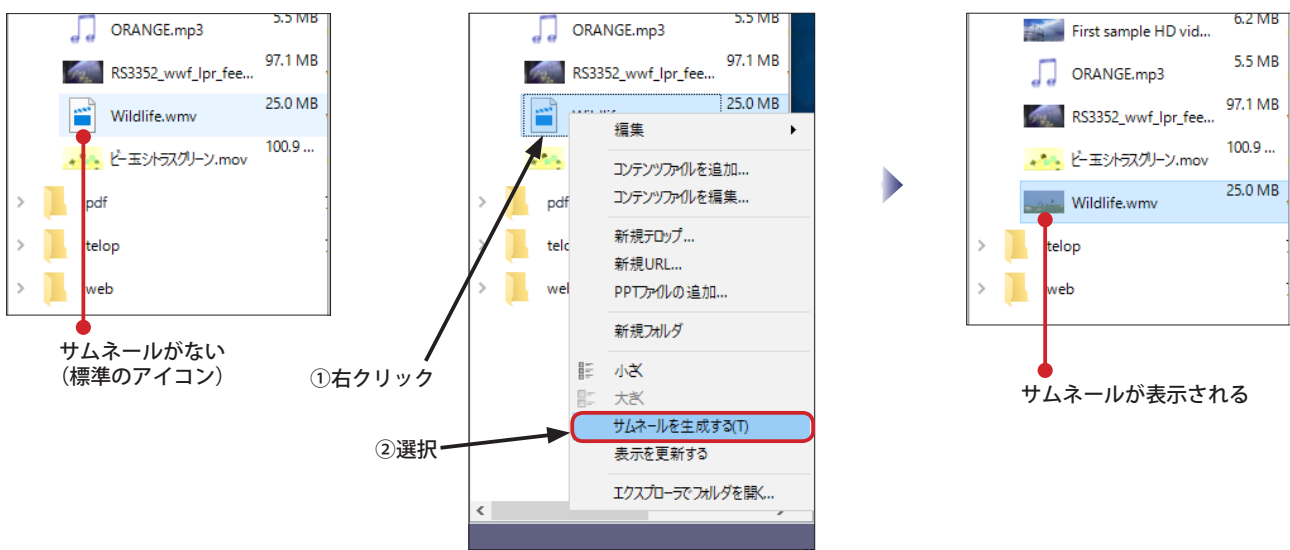 ORANGE.mp3
5.5 MB
RS3352_wwf_lpr_fee...
97.1 MB
Wildlife.wmv
25.0 MB
ビー玉シトラスグリーン.mov
100.9 ...
pdf
telop
web
サムネールがない
（標準のアイコン）
ORANGE.mp3
5.5 MB
RS3352_wwf_lpr_fee...
97.1 MB
25.0 MB
pdf
編集
コンテンツファイルを追加...
コンテンツファイルを編集...
新規テロップ...
新規URL...
PPTファイルの追加...
新規フォルダ
小さく
大きく
サムネールを生成する(T)
表示を更新する
エクスプローラでフォルダを開く...
①右クリック
②選択
First sample HD vid...
6.2 MB
ORANGE.mp3
5.5 MB
RS3352_wwf_lpr_fee...
97.1 MB
ビー玉シトラスグリーン.mov
100.9 ...
Wildlife.wmv
25.0 MB
telop
web
サムネールが表示される